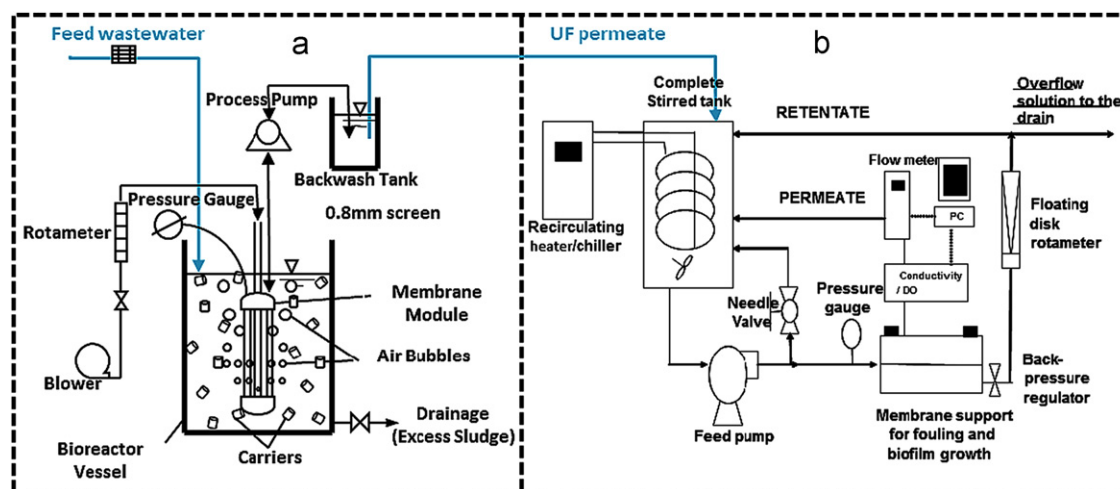 Feed wastewater
a
Process Pump
Backwash Tank
0.8mm screen
Pressure Gauge
Rotameter
Membrane
Module
Air Bubbles
Blower
Drainage
(Excess Sludge)
Bioreactor
Vessel
Carriers
UF permeate
b
Complete
Stirred tank
Overflow
solution to the
drain
RETENTATE
Flow meter
PERMEATE
PC
Recirculating
heater/chiller
Floating
disk
rotameter
Conductivity
/ DO
Needle
Valve
Pressure
gauge
Back-
pressure
regulator
Feed pump
Membrane support
for fouling and
biofilm growth